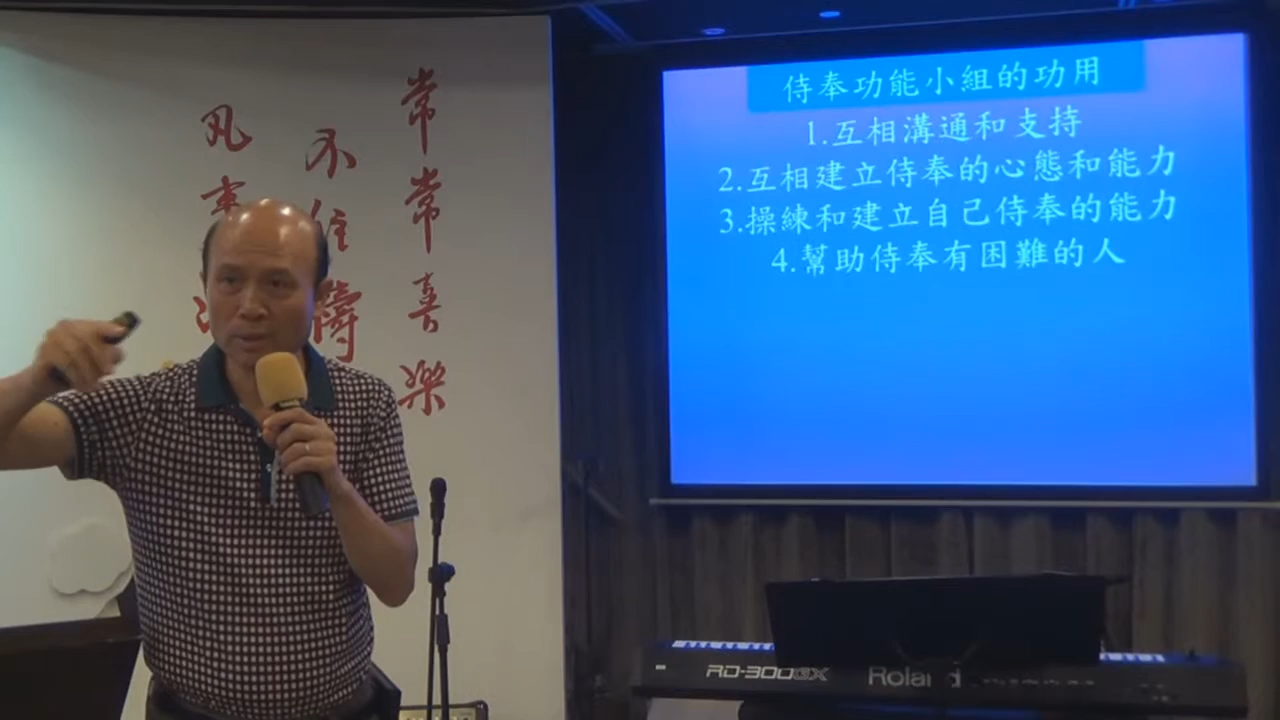 常常喜樂
不住禱
凡事
侍奉功能小組的功用
1.互相溝通和支持
2.互相建立侍奉的心態和能力
3.操練和建立自己侍奉的能力
4.幫助侍奉有困難的人
RD-300GX
Roland